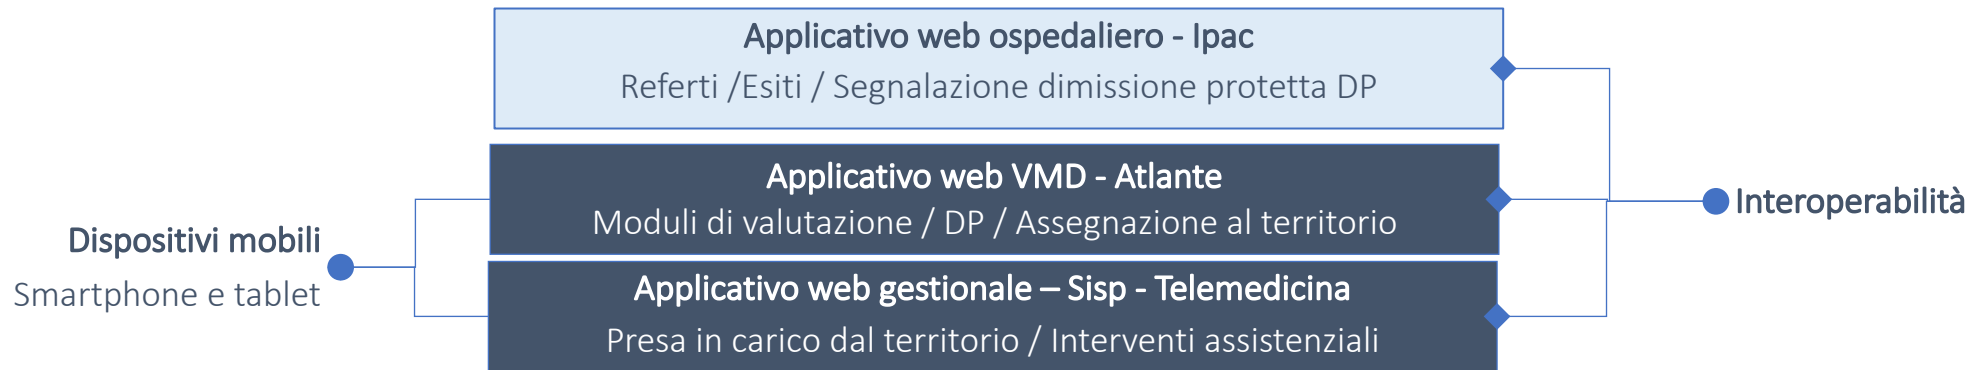 Applicativo web ospedaliero - Ipac
Referti /Esiti / Segnalazione dimissione protetta DP
Applicativo web VMD - Atlante
Moduli di valutazione / DP / Assegnazione al territorio
Applicativo web gestionale – Sisp - Telemedicina
Presa in carico dal territorio / Interventi assistenziali
Dispositivi mobili
Smartphone e tablet
Interoperabilità